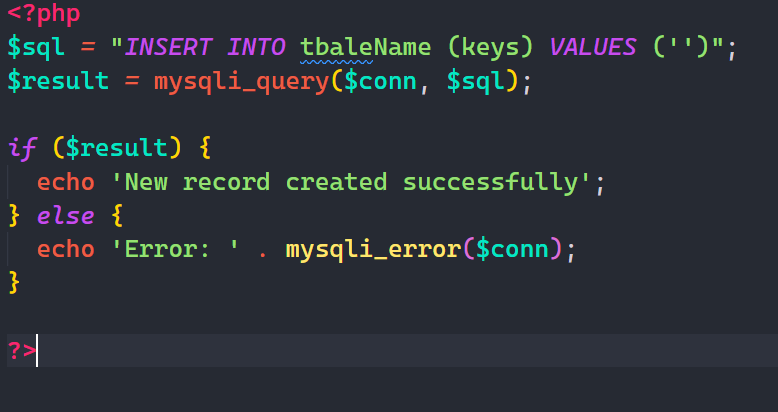 <?php
$sql = "INSERT INTO tbaleName (keys) VALUES ('')";
$result = mysqli_query($conn, $sql);
if ($result) {
echo 'New record created successfully';
} else {
echo 'Error: ' . mysqli_error($conn);
}
?>